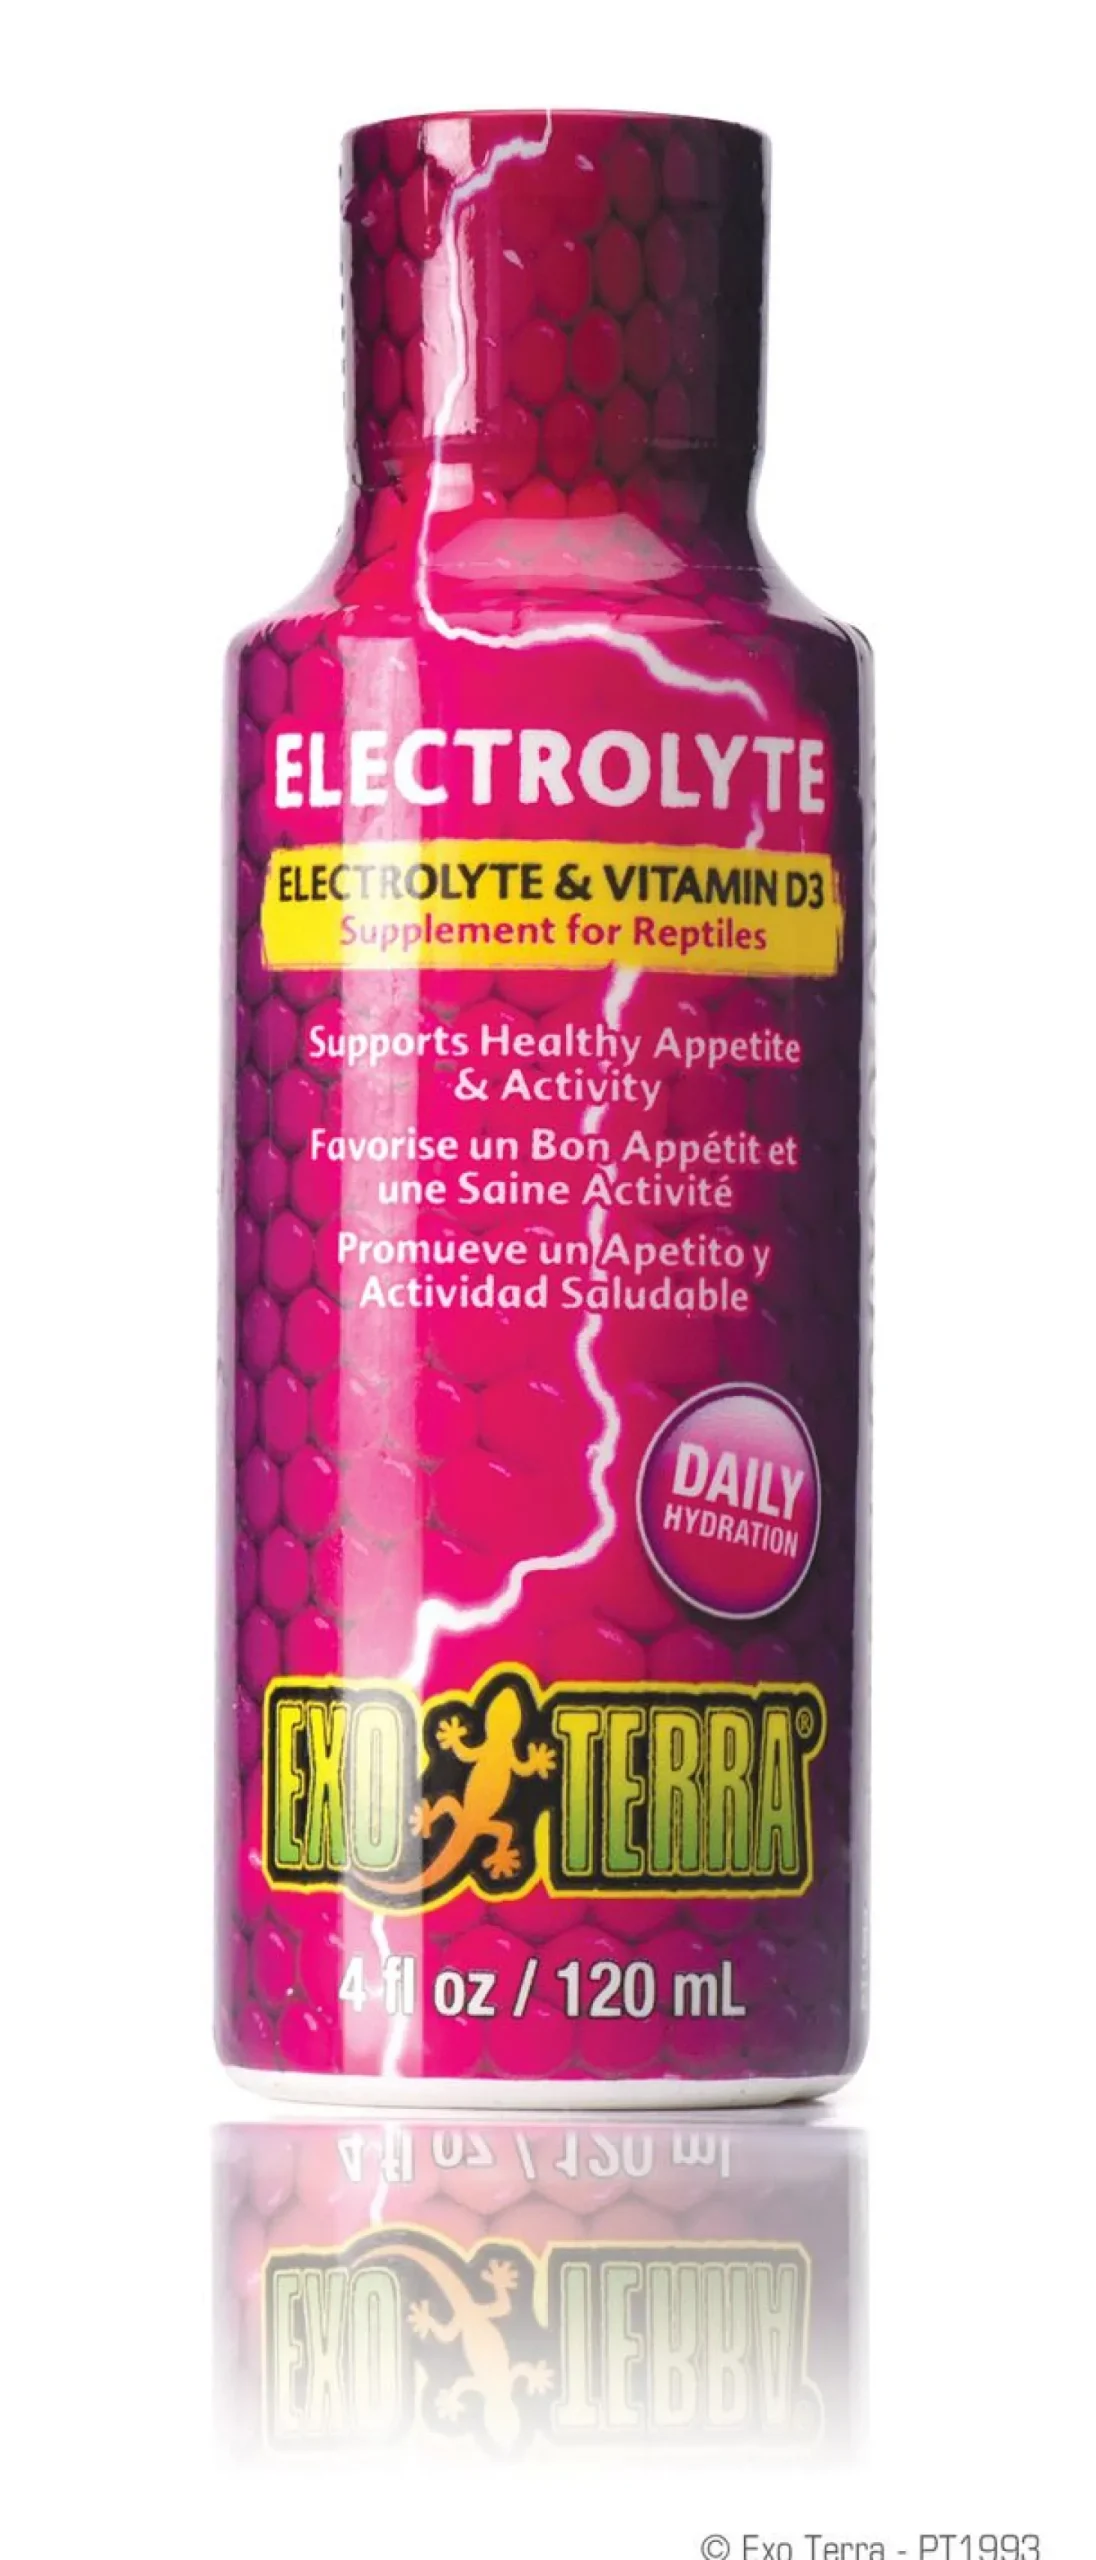 ELECTROLYTE
ELECTROLYTE & VITAMIN D3
Supplement for Reptiles
Supports Healthy Appetite
& Activity
Favorise un Bon Appétit et
une Saine Activité
Promueve un Apetito y
Actividad Saludable
DAILY
HYDRATION
EXO TERRA®
4 fl oz / 120 mL
© Exo Terra - PT1993